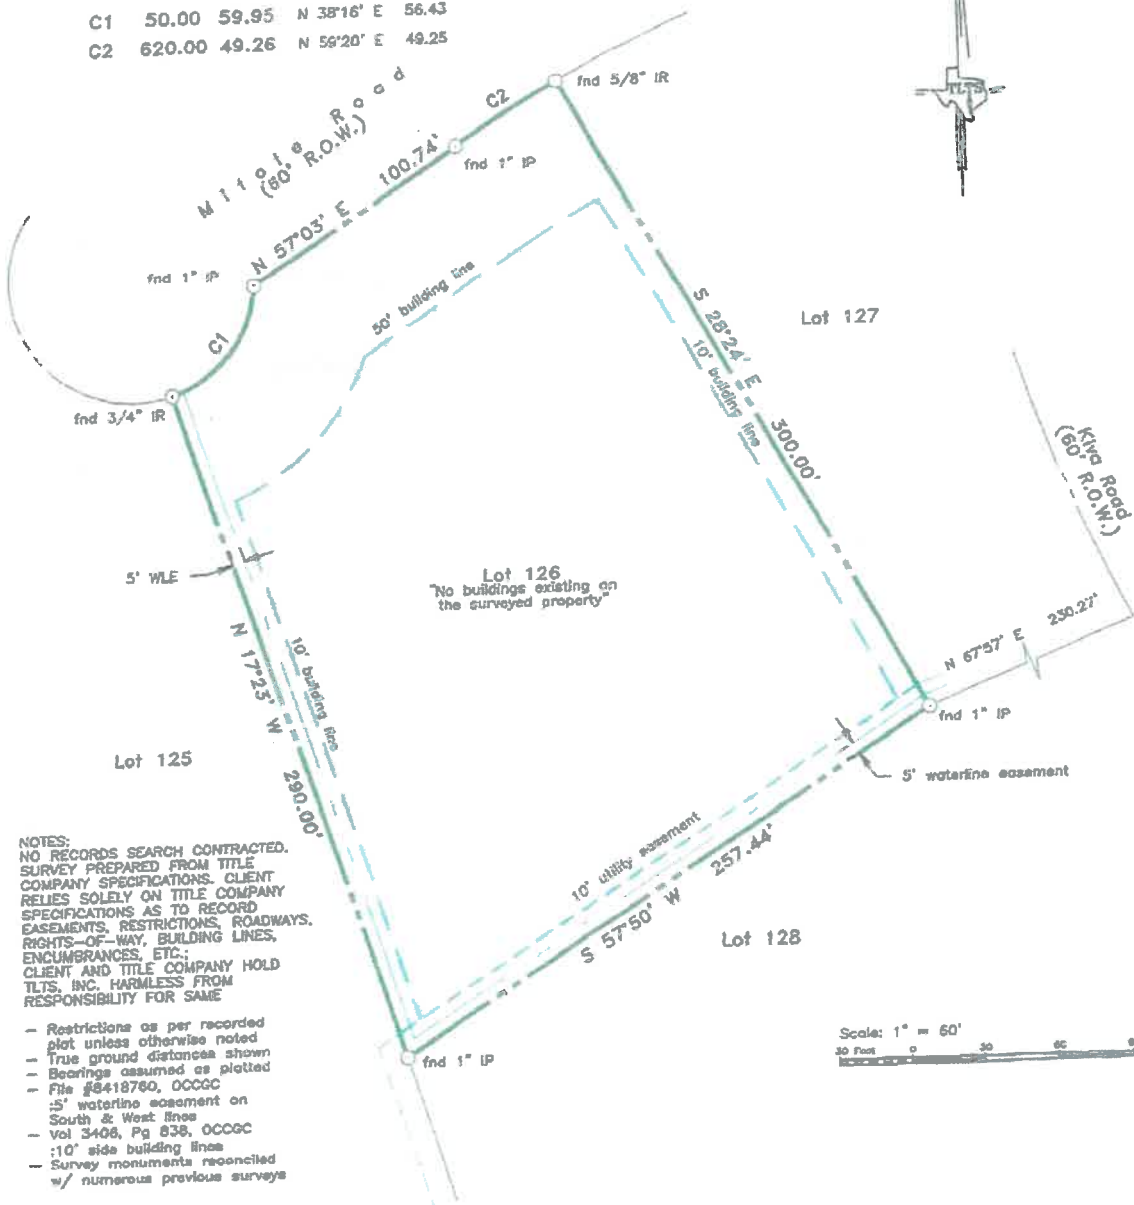 C1 50.00 59.95 N 38°16' E 56.43
C2 620.00 49.26 N 59°20' E 49.25
TLTS
fnd 5/8" IR
C2
Mitote Road
(60' R.O.W.)
100.74'
fnd 1" IP
N 57°03' E
fnd 1" IP
50' building line
C1
S 28°24' E
Lot 127
10' building line
fnd 3/4" IR
300.00'
Kiva Road
(60' R.O.W.)
5' WLE
Lot 126
"No buildings existing on
the surveyed property"
N 17°23' W
10' building line
N 67°57' E 230.27'
fnd 1" IP
Lot 125
5' waterline easement
290.00'
10' utility easement
257.44'
S 57°50' W
Lot 128
NOTES:
NO RECORDS SEARCH CONTRACTED.
SURVEY PREPARED FROM TITLE
COMPANY SPECIFICATIONS. CLIENT
RELIES SOLELY ON TITLE COMPANY
SPECIFICATIONS AS TO RECORD
EASEMENTS, RESTRICTIONS, ROADWAYS,
RIGHTS-OF-WAY, BUILDING LINES,
ENCUMBRANCES, ETC.;
CLIENT AND TITLE COMPANY HOLD
TLTS, INC. HARMLESS FROM
RESPONSIBILITY FOR SAME
- Restrictions as per recorded
plat unless otherwise noted
- True ground distances shown
- Bearings assumed as platted
- File #8418760, OCCGC
:5' waterline easement on
South & West lines
- Vol 3406, Pg 838, OCCGC
:10' side building lines
- Survey monuments reconciled
w/ numerous previous surveys
fnd 1" IP
Scale: 1" = 60'
30 Feet 0 30 60